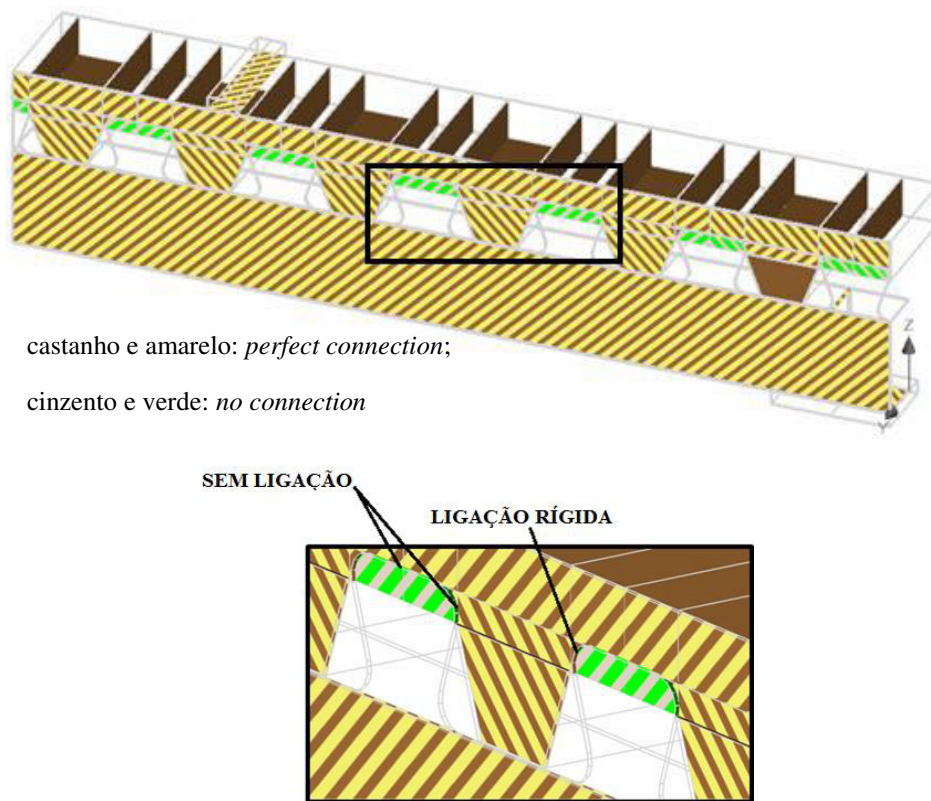 castanho e amarelo: perfect connection;
cinzento e verde: no connection
Z
Y
SEM LIGAÇÃO
LIGAÇÃO RÍGIDA